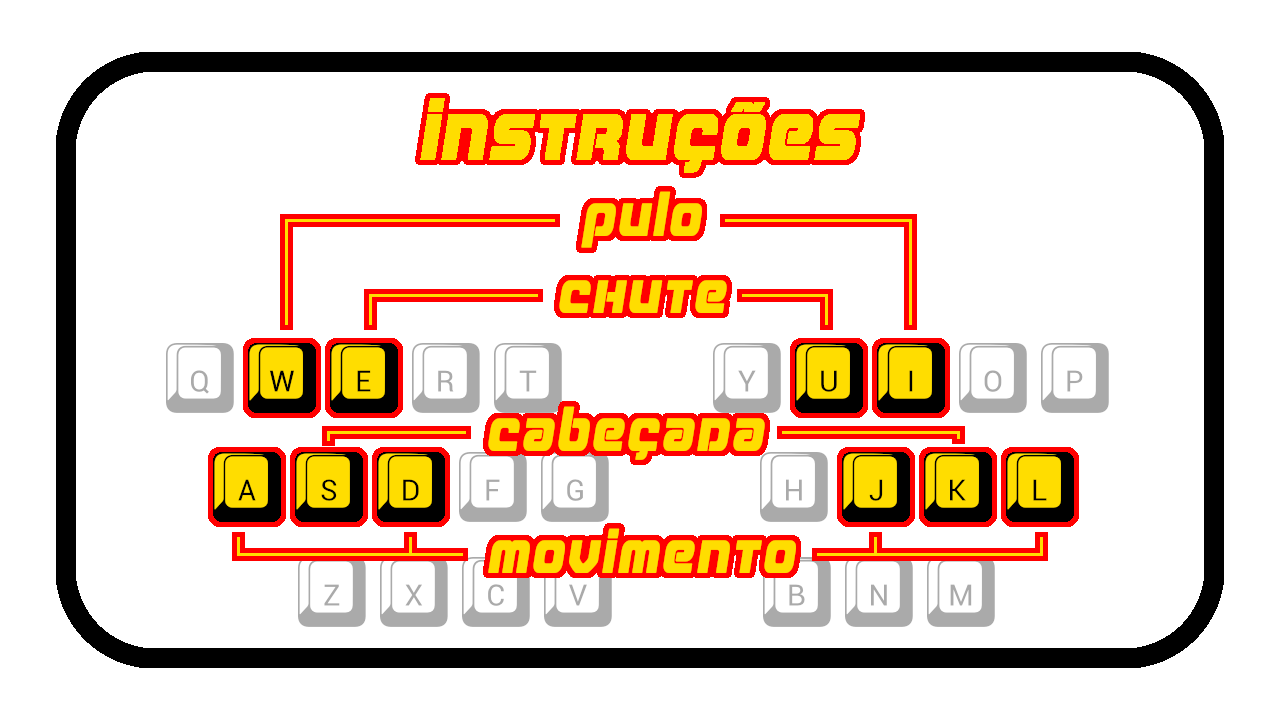 instruções
pulo
chute
Q W E R T Y U I O P
cabeçada
A S D F G H J K L
movimento
Z X C V B N M